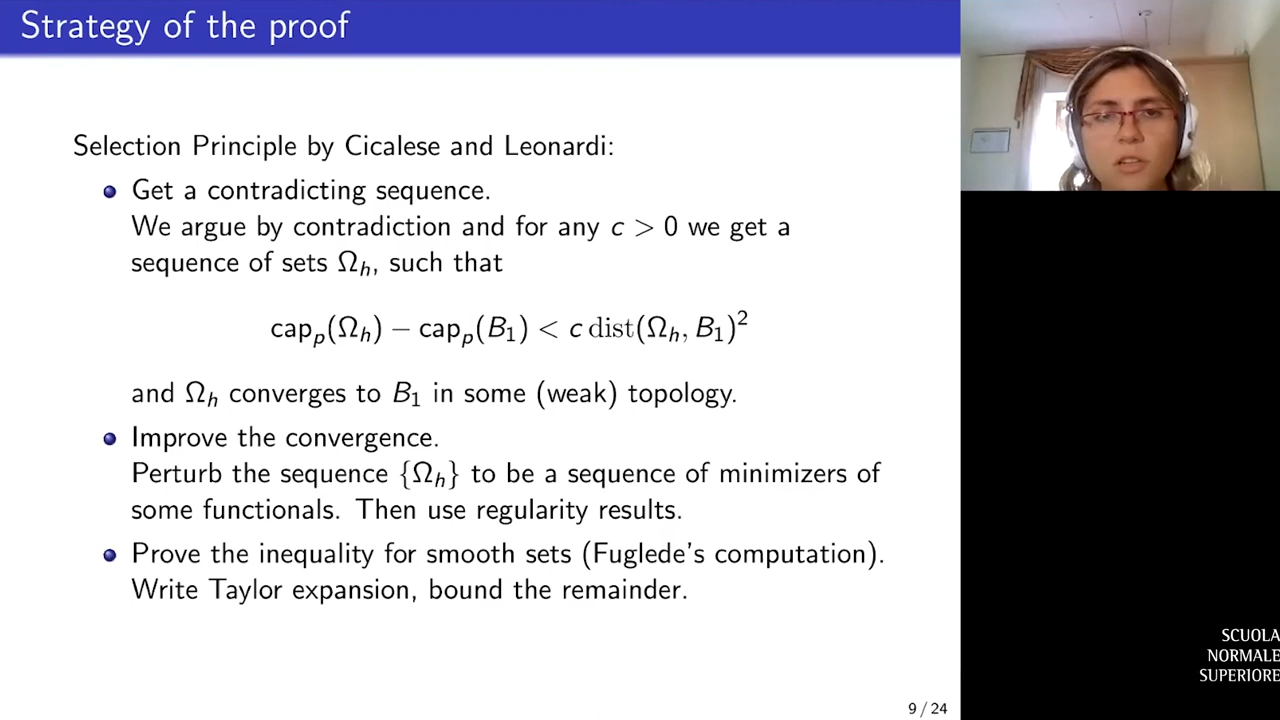 Strategy of the proof
Selection Principle by Cicalese and Leonardi:
Get a contradicting sequence.
We argue by contradiction and for any c > 0 we get a
sequence of sets Ωₕ, such that
capₚ(Ωₕ) − capₚ(B₁) < c dist(Ωₕ, B₁)²
and Ωₕ converges to B₁ in some (weak) topology.
Improve the convergence.
Perturb the sequence {Ωₕ} to be a sequence of minimizers of
some functionals. Then use regularity results.
Prove the inequality for smooth sets (Fuglede's computation).
Write Taylor expansion, bound the remainder.
9 / 24
SCUOLA
NORMALE
SUPERIORE